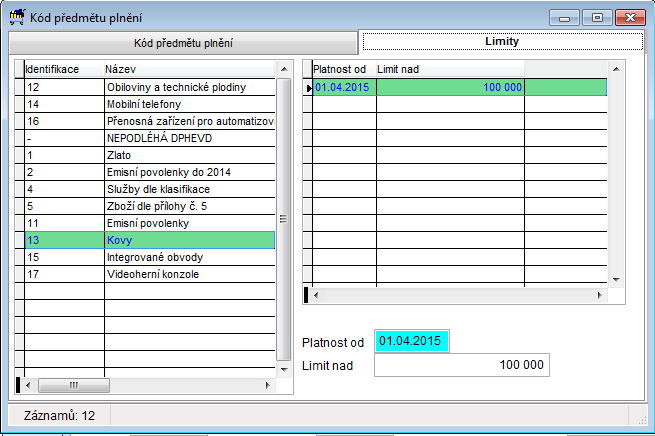 Kód předmětu plnění
Kód předmětu plnění
Limity
Identifikace Název
12 Obiloviny a technické plodiny
14 Mobilní telefony
16 Přenosná zařízení pro automatizova
- NEPODLÉHÁ DPHEVD
1 Zlato
2 Emisní povolenky do 2014
4 Služby dle klasifikace
5 Zboží dle přílohy č. 5
11 Emisní povolenky
13 Kovy
15 Integrované obvody
17 Videoherní konzole
Platnost od Limit nad
01.04.2015 100 000
Platnost od 01.04.2015
Limit nad 100 000
Záznamů: 12